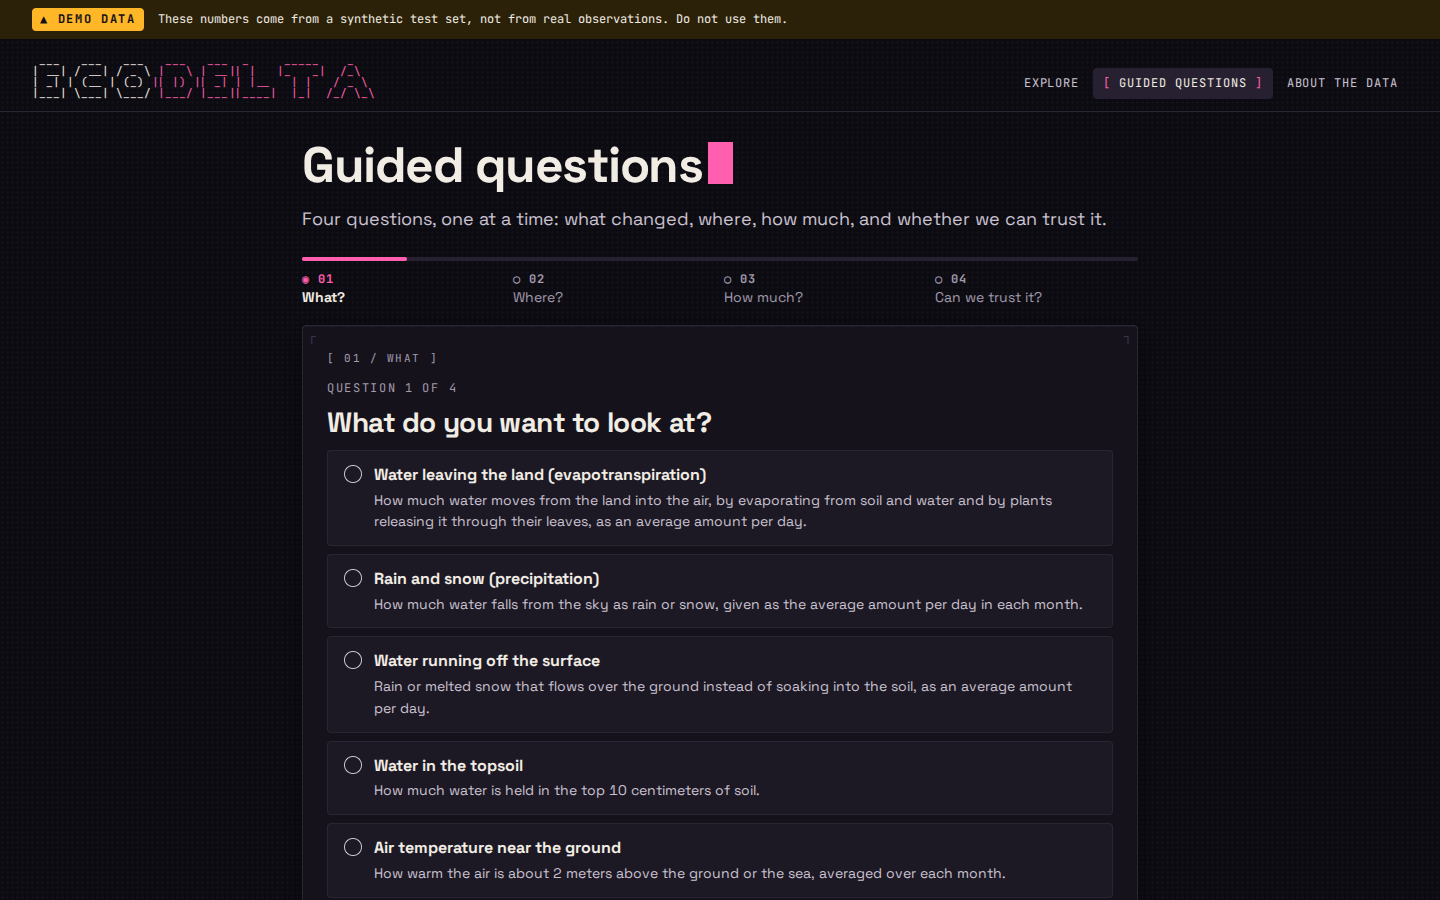 ▲ DEMO DATA These numbers come from a synthetic test set, not from real observations. Do not use them.
ECODELTA
EXPLORE [ GUIDED QUESTIONS ] ABOUT THE DATA
Guided questions
Four questions, one at a time: what changed, where, how much, and whether we can trust it.
◉ 01 ○ 02 ○ 03 ○ 04
What? Where? How much? Can we trust it?
[ 01 / WHAT ]
QUESTION 1 OF 4
What do you want to look at?
Water leaving the land (evapotranspiration)
How much water moves from the land into the air, by evaporating from soil and water and by plants
releasing it through their leaves, as an average amount per day.
Rain and snow (precipitation)
How much water falls from the sky as rain or snow, given as the average amount per day in each month.
Water running off the surface
Rain or melted snow that flows over the ground instead of soaking into the soil, as an average amount
per day.
Water in the topsoil
How much water is held in the top 10 centimeters of soil.
Air temperature near the ground
How warm the air is about 2 meters above the ground or the sea, averaged over each month.